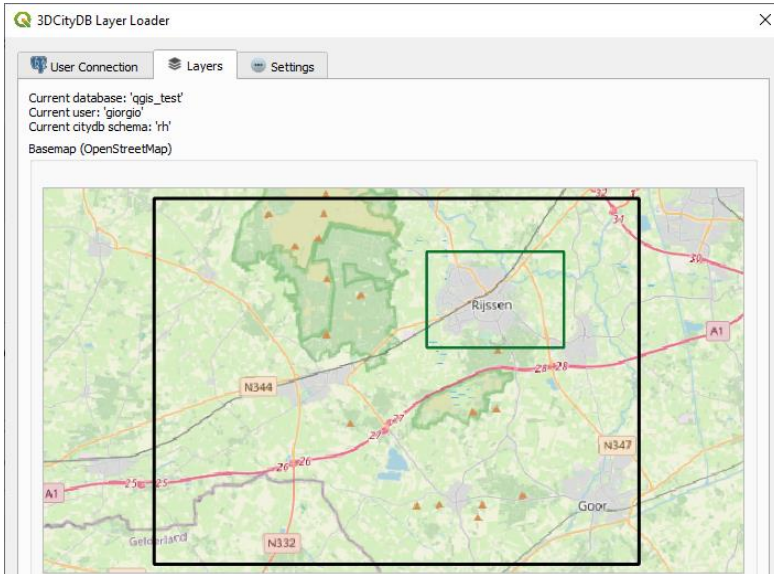 3DCityDB Layer Loader
User Connection
Layers
Settings
Current database: 'qgis_test'
Current user: 'giorgio'
Current citydb schema: 'rh'
Basemap (OpenStreetMap)
32
1
31
30
Rijssen
A1
28 28
N344
27
27
N347
26 26
25 25
A1
Goor
Gelderland
N332